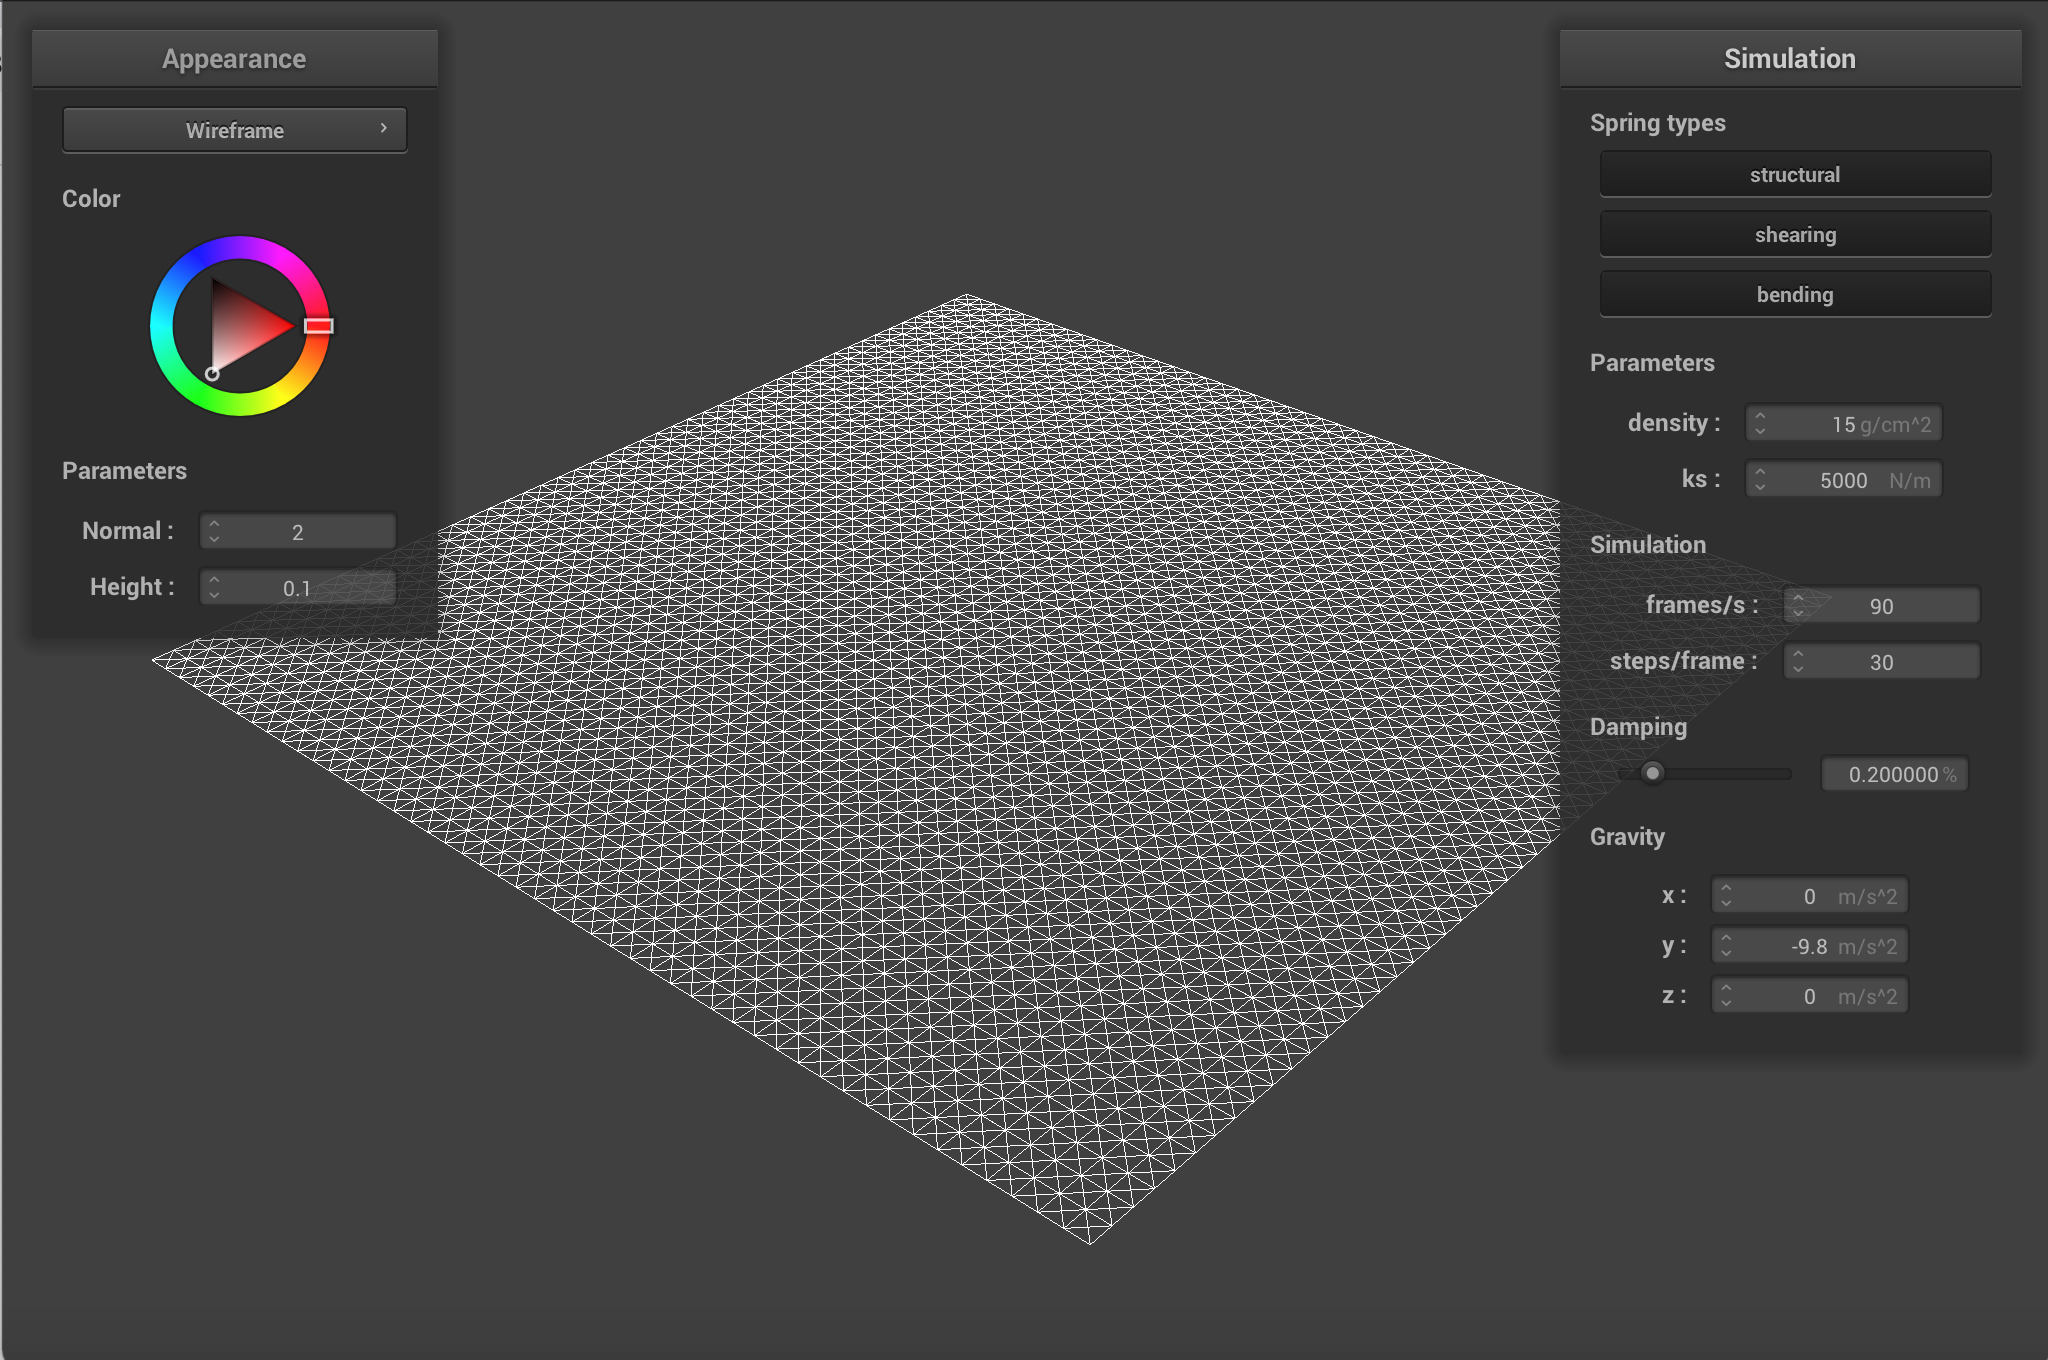 Appearance
Wireframe
Color
Parameters
Normal : 2
Height : 0.1
Simulation
Spring types
structural
shearing
bending
Parameters
density : 15 g/cm^2
ks : 5000 N/m
Simulation
frames/s : 90
steps/frame : 30
Damping
0.200000 %
Gravity
x : 0 m/s^2
y : -9.8 m/s^2
z : 0 m/s^2